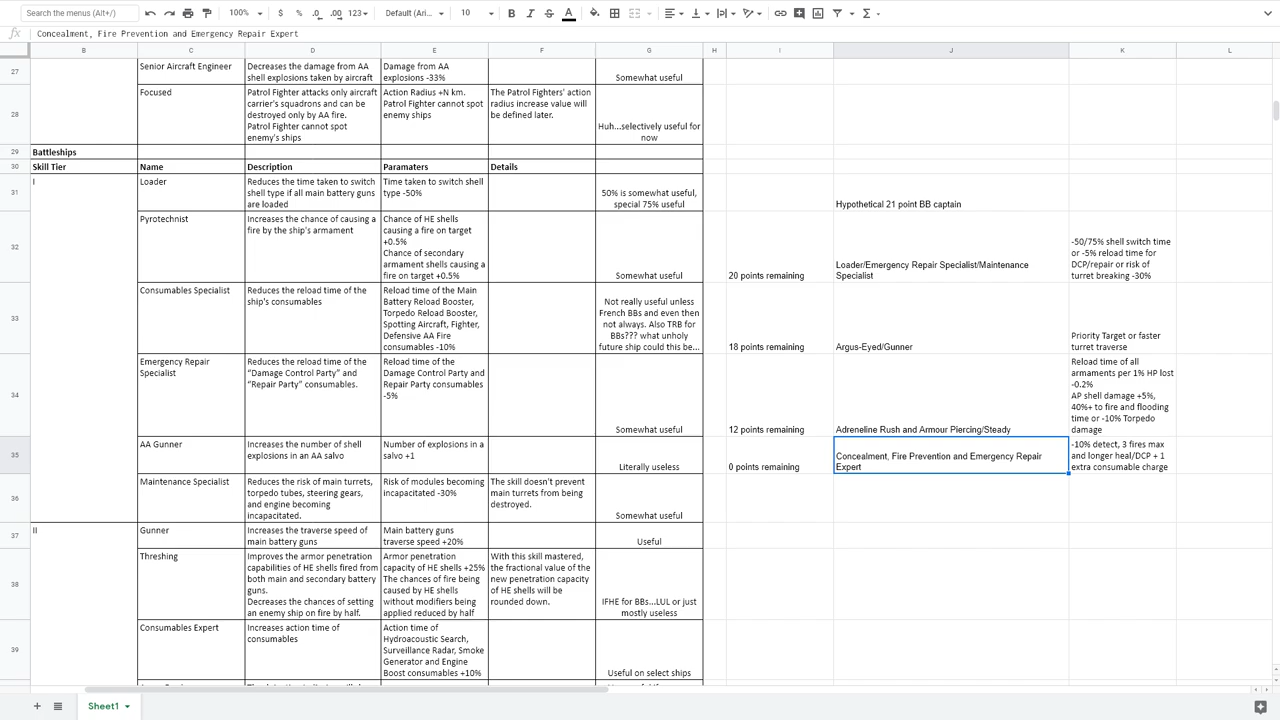 Search the menus (Alt+/)
100%
$
%
.0
.00
123
Default (Ari...
10
B
I
S
A
fx
Concealment, Fire Prevention and Emergency Repair Expert
B
C
D
E
F
G
H
I
J
K
L
27
Senior Aircraft Engineer
Decreases the damage from AA
shell explosions taken by aircraft
Damage from AA
explosions -33%
Somewhat useful
28
Focused
Patrol Fighter attacks only aircraft
carrier's squadrons and can be
destroyed only by AA fire.
Patrol Fighter cannot spot
enemy's ships
Action Radius +N km.
Patrol Fighter cannot spot
enemy ships
The Patrol Fighters' action
radius increase value will
be defined later.
Huh...selectively useful for
now
29
Battleships
30
Skill Tier
Name
Description
Paramaters
Details
31
I
Loader
Reduces the time taken to switch
shell type if all main battery guns
are loaded
Time taken to switch shell
type -50%
50% is somewhat useful,
special 75% useful
Hypothetical 21 point BB captain
32
Pyrotechnist
Increases the chance of causing a
fire by the ship's armament
Chance of HE shells
causing a fire on target
+0.5%
Chance of secondary
armament shells causing a
fire on target +0.5%
Somewhat useful
20 points remaining
Loader/Emergency Repair Specialist/Maintenance
Specialist
-50/75% shell switch time
or -5% reload time for
DCP/repair or risk of
turret breaking -30%
33
Consumables Specialist
Reduces the reload time of the
ship's consumables
Reload time of the Main
Battery Reload Booster,
Torpedo Reload Booster,
Spotting Aircraft, Fighter,
Defensive AA Fire
consumables -10%
Not really useful unless
French BBs and even then
not always. Also TRB for
BBs??? what unholy
future ship could this be...
18 points remaining
Argus-Eyed/Gunner
Priority Target or faster
turret traverse
34
Emergency Repair
Specialist
Reduces the reload time of the
“Damage Control Party” and
“Repair Party” consumables.
Reload time of the
Damage Control Party and
Repair Party consumables
-5%
Somewhat useful
12 points remaining
Adreneline Rush and Armour Piercing/Steady
Reload time of all
armaments per 1% HP lost
-0.2%
AP shell damage +5%,
40%+ to fire and flooding
time or -10% Torpedo
damage
35
AA Gunner
Increases the number of shell
explosions in an AA salvo
Number of explosions in a
salvo +1
Literally useless
0 points remaining
Concealment, Fire Prevention and Emergency Repair
Expert
-10% detect, 3 fires max
and longer heal/DCP + 1
extra consumable charge
36
Maintenance Specialist
Reduces the risk of main turrets,
torpedo tubes, steering gears,
and engine becoming
incapacitated.
Risk of modules becoming
incapacitated -30%
The skill doesn't prevent
main turrets from being
destroyed.
Somewhat useful
37
II
Gunner
Increases the traverse speed of
main battery guns
Main battery guns
traverse speed +20%
Useful
38
Threshing
Improves the armor penetration
capabilities of HE shells fired from
both main and secondary battery
guns.
Decreases the chances of setting
an enemy ship on fire by half.
Armor penetration
capacity of HE shells +25%
The chances of fire being
caused by HE shells
without modifiers being
applied reduced by half
With this skill mastered,
the fractional value of the
new penetration capacity
of HE shells will be
rounded down.
IFHE for BBs...LUL or just
mostly useless
39
Consumables Expert
Increases action time of
consumables
Action time of
Hydroacoustic Search,
Surveillance Radar, Smoke
Generator and Engine
Boost consumables +10%
Useful on select ships
Sheet1